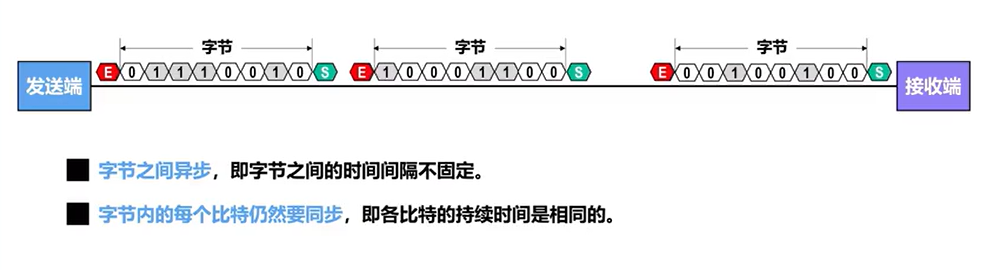 字节 字节 字节
发送端 E 0 1 1 1 0 0 1 0 S E 1 0 0 0 1 1 0 0 S E 0 0 1 0 0 1 0 0 S 接收端
字节之间异步，即字节之间的时间间隔不固定。
字节内的每个比特仍然要同步，即各比特的持续时间是相同的。